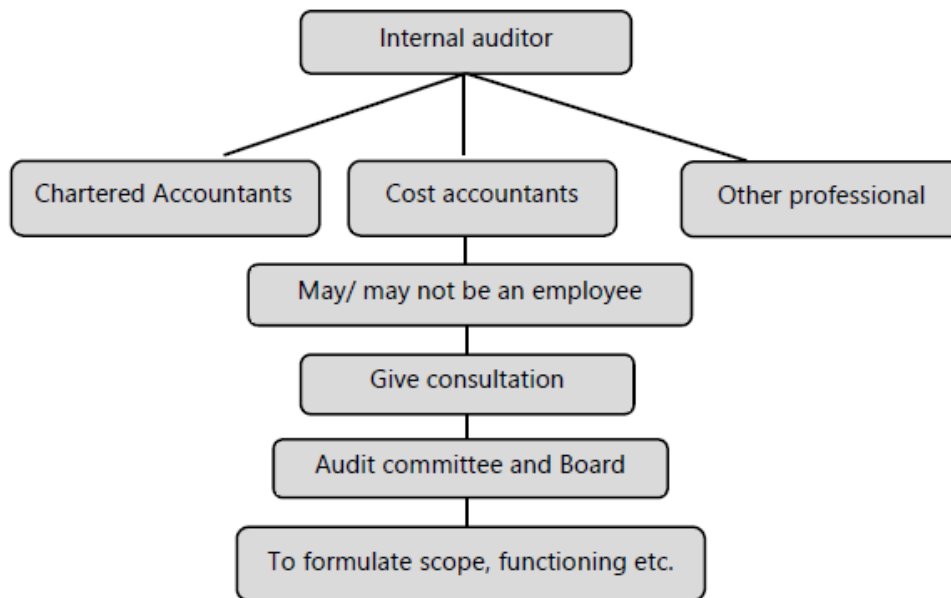 Internal auditor
Chartered Accountants
Cost accountants
Other professional
May/ may not be an employee
Give consultation
Audit committee and Board
To formulate scope, functioning etc.